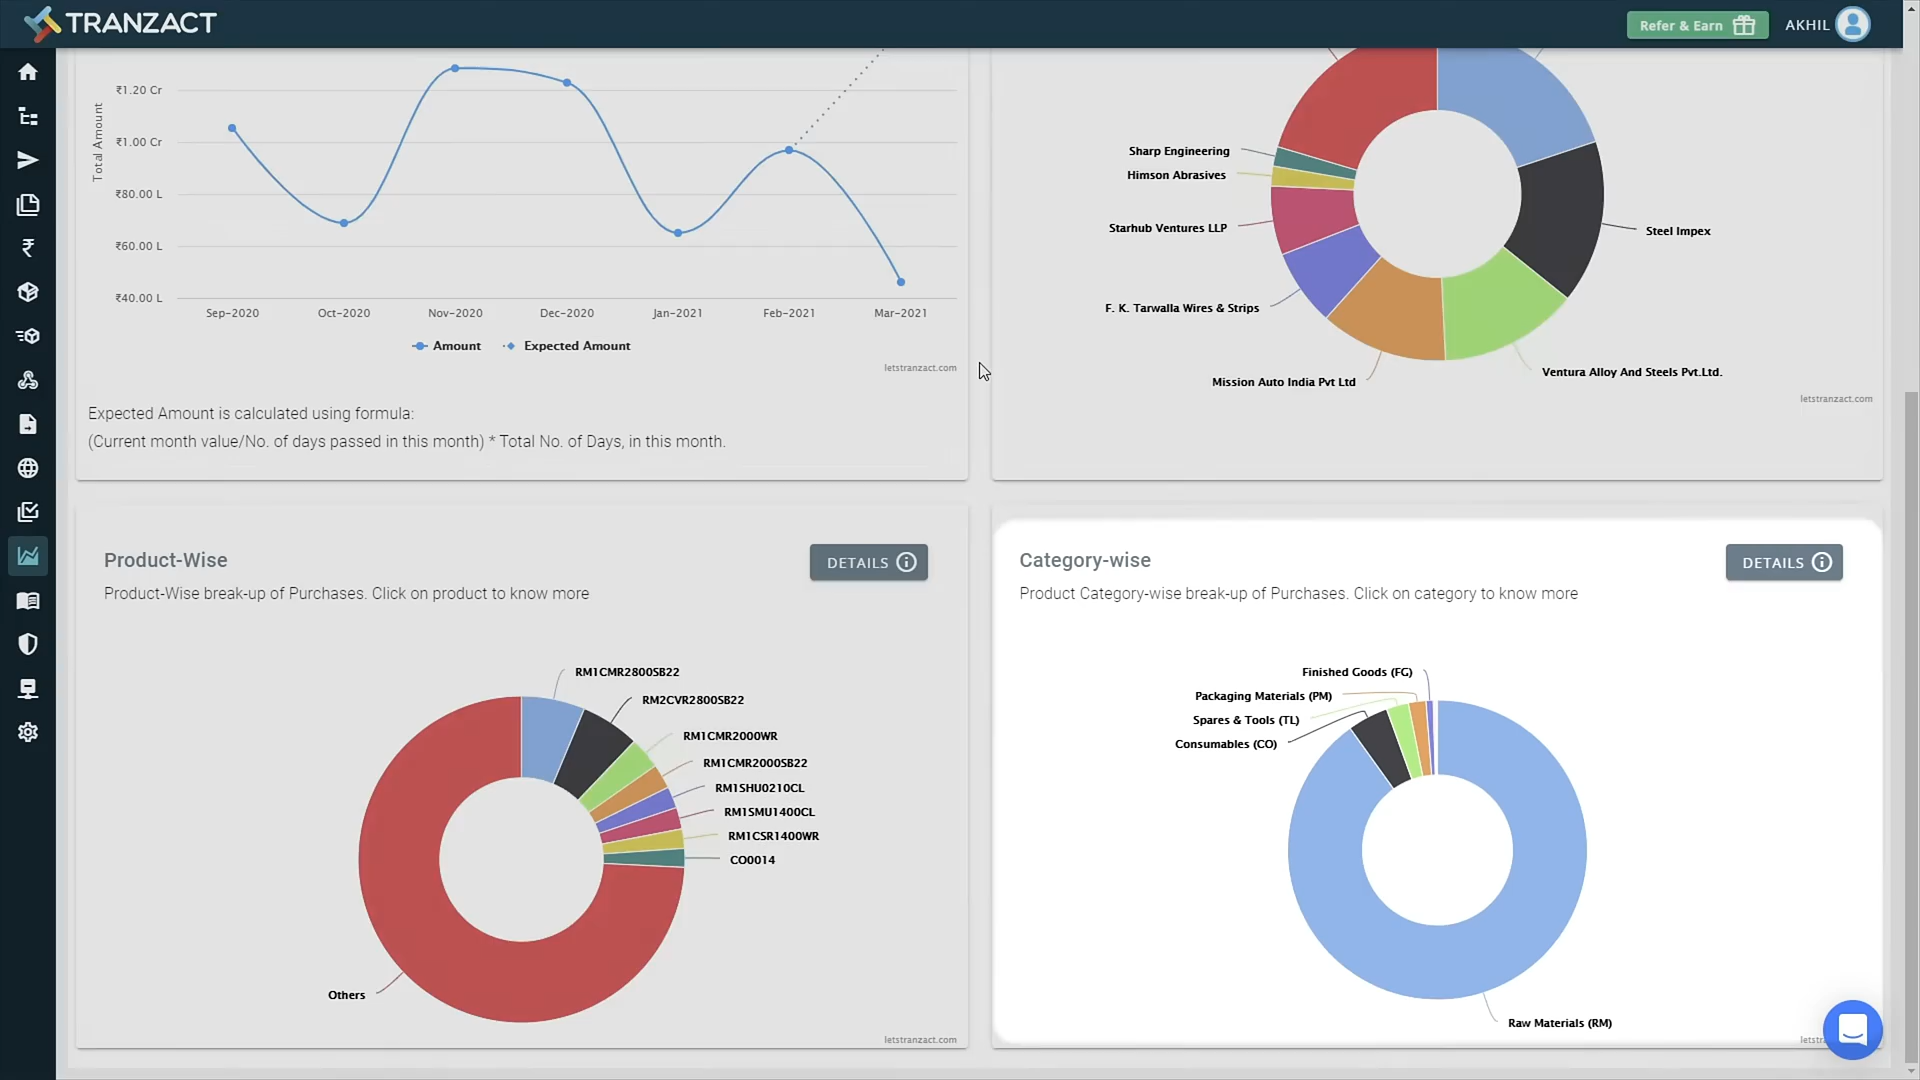 TRANZACT
Refer & Earn
AKHIL
Total Amount
₹1.20 Cr
₹1.00 Cr
₹80.00 L
₹60.00 L
₹40.00 L
Sep-2020 Oct-2020 Nov-2020 Dec-2020 Jan-2021 Feb-2021 Mar-2021
Amount Expected Amount
letstranzact.com
Expected Amount is calculated using formula:
(Current month value/No. of days passed in this month) * Total No. of Days, in this month.
Sharp Engineering
Himson Abrasives
Starhub Ventures LLP
Steel Impex
F. K. Tarwalla Wires & Strips
Ventura Alloy And Steels Pvt.Ltd.
Mission Auto India Pvt Ltd
letstranzact.com
Product-Wise
DETAILS
Product-Wise break-up of Purchases. Click on product to know more
RM1CMR2800SB22
RM2CVR2800SB22
RM1CMR2000WR
RM1CMR2000SB22
RM1SHU0210CL
RM1SMU1400CL
RM1CSR1400WR
CO0014
Others
letstranzact.com
Category-wise
DETAILS
Product Category-wise break-up of Purchases. Click on category to know more
Finished Goods (FG)
Packaging Materials (PM)
Spares & Tools (TL)
Consumables (CO)
Raw Materials (RM)
letstr